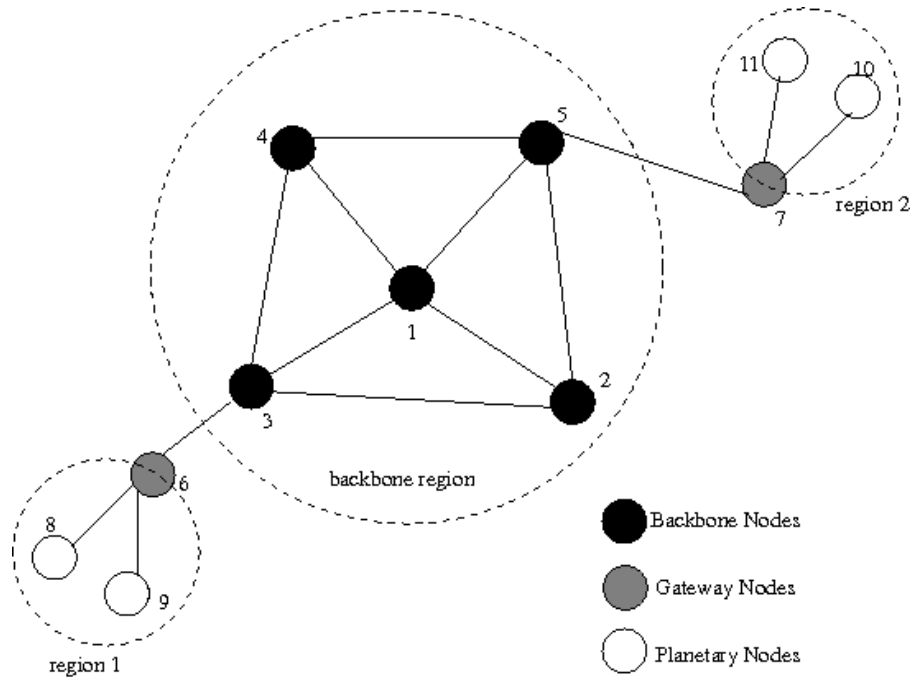 11
10
5
4
7
region 2
1
2
3
backbone region
6
8
9
region 1
Backbone Nodes
Gateway Nodes
Planetary Nodes